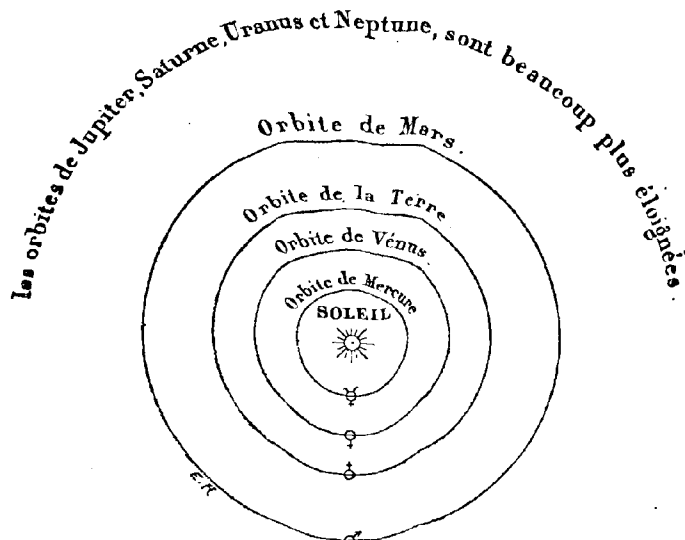 Les orbites de Jupiter, Saturne, Uranus et Neptune, sont beaucoup plus éloignées.
Orbite de Mars.
Orbite de la Terre
Orbite de Vénus.
Orbite de Mercure
SOLEIL
☿
♀
♁
E.M
♂